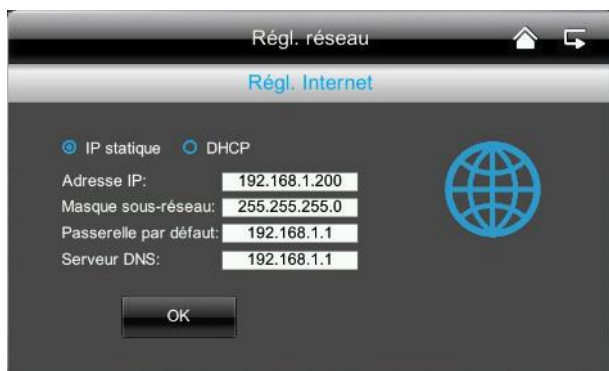 Régl. réseau
Régl. Internet
IP statique DHCP
Adresse IP: 192.168.1.200
Masque sous-réseau: 255.255.255.0
Passerelle par défaut: 192.168.1.1
Serveur DNS: 192.168.1.1
OK